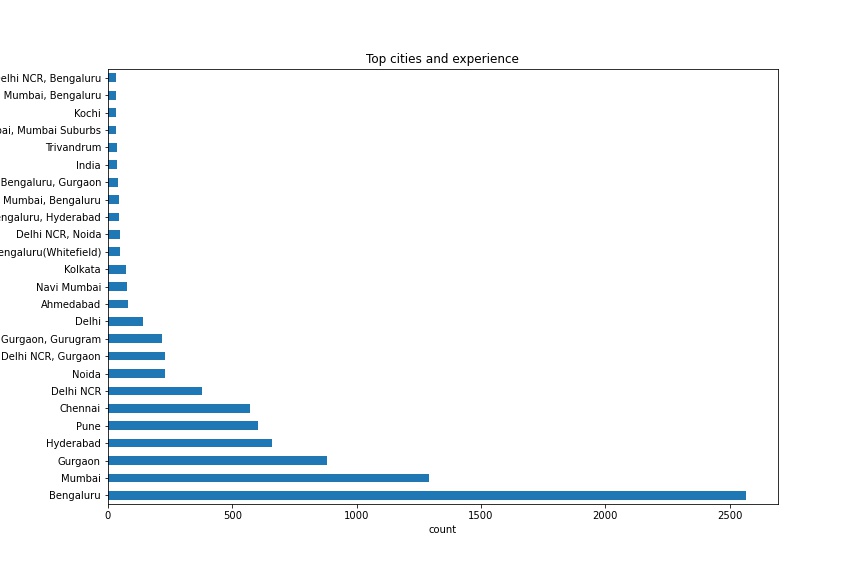 Top cities and experience
elhi NCR, Bengaluru
Mumbai, Bengaluru
Kochi
bai, Mumbai Suburbs
Trivandrum
India
Bengaluru, Gurgaon
Mumbai, Bengaluru
engaluru, Hyderabad
Delhi NCR, Noida
engaluru(Whitefield)
Kolkata
Navi Mumbai
Ahmedabad
Delhi
Gurgaon, Gurugram
Delhi NCR, Gurgaon
Noida
Delhi NCR
Chennai
Pune
Hyderabad
Gurgaon
Mumbai
Bengaluru
0 500 1000 1500 2000 2500
count